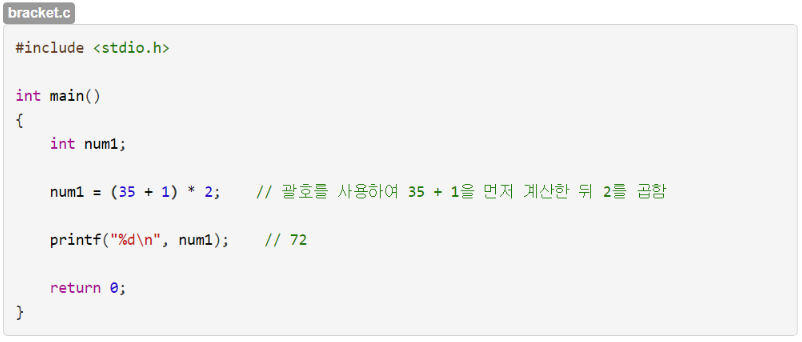 bracket.c
#include <stdio.h>
int main()
{
    int num1;
    num1 = (35 + 1) * 2;    // 괄호를 사용하여 35 + 1을 먼저 계산한 뒤 2를 곱함
    printf("%d\n", num1);    // 72
    return 0;
}